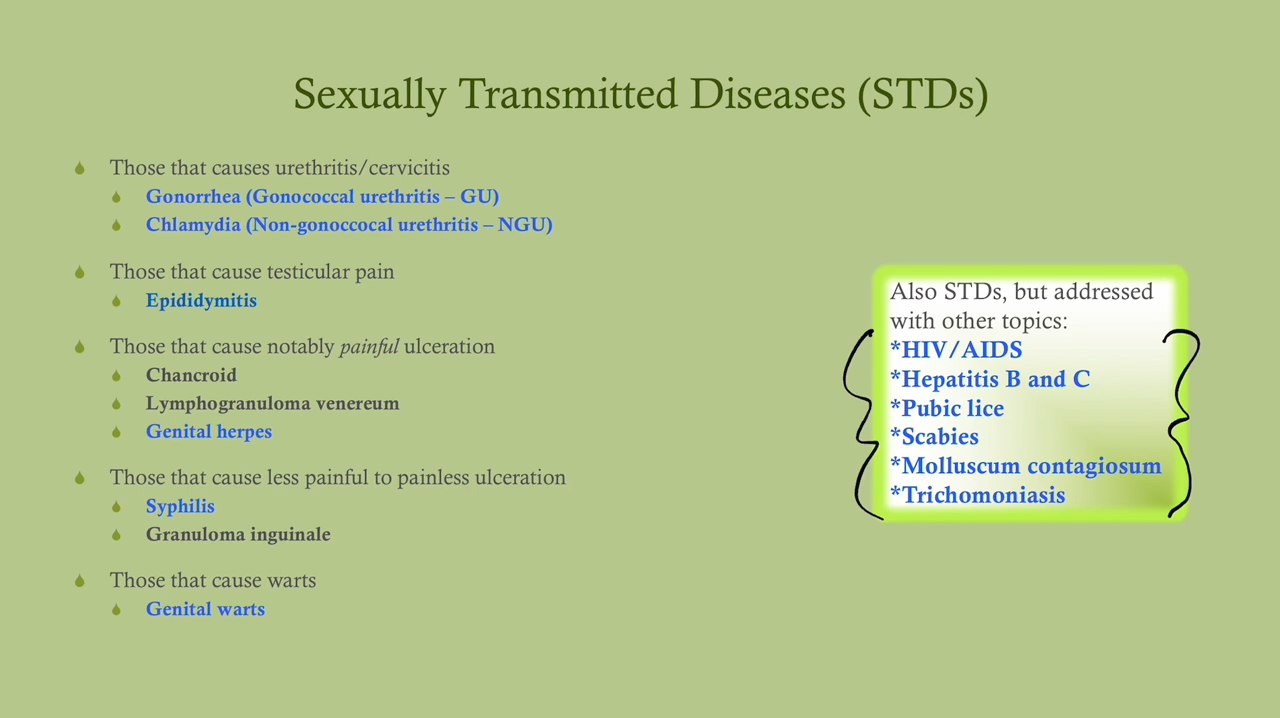 Sexually Transmitted Diseases (STDs)
Those that causes urethritis/cervicitis
Gonorrhea (Gonococcal urethritis – GU)
Chlamydia (Non-gonoccocal urethritis – NGU)
Those that cause testicular pain
Epididymitis
Those that cause notably painful ulceration
Chancroid
Lymphogranuloma venereum
Genital herpes
Those that cause less painful to painless ulceration
Syphilis
Granuloma inguinale
Those that cause warts
Genital warts
Also STDs, but addressed
with other topics:
*HIV/AIDS
*Hepatitis B and C
*Pubic lice
*Scabies
*Molluscum contagiosum
*Trichomoniasis